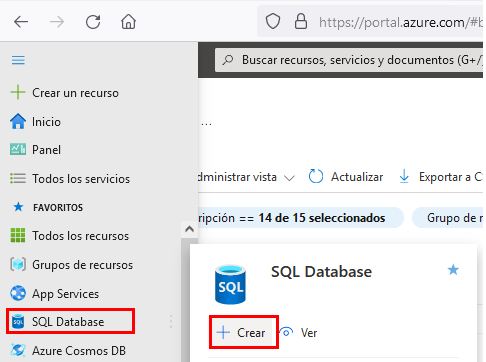 https://portal.azure.com/#b
Buscar recursos, servicios y documentos (G+/)
Crear un recurso
Inicio
Panel
Todos los servicios
FAVORITOS
Todos los recursos
Grupos de recursos
App Services
SQL Database
Azure Cosmos DB
...
dministrar vista
Actualizar
Exportar a C
ripción == 14 de 15 seleccionados
Grupo de r
SQL
SQL Database
Crear
Ver